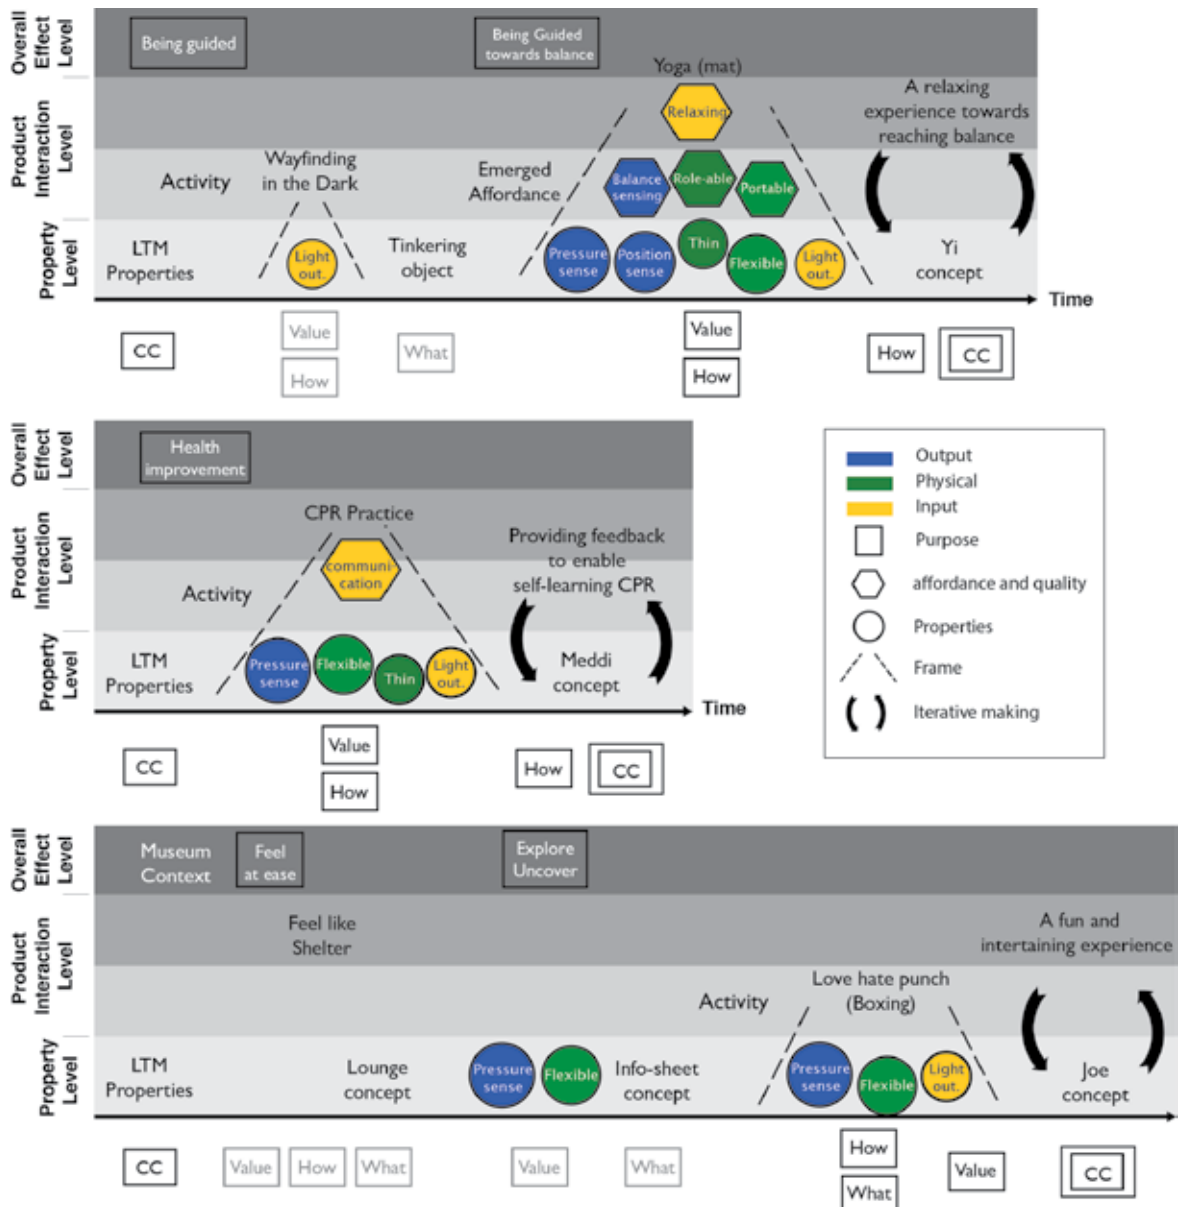 Overall
Effect
Level
Product
Interaction
Level
Property
Level
Being guided
Being Guided
towards balance
Yoga (mat)
Relaxing
A relaxing
experience towards
reaching balance
Activity
Wayfinding
in the Dark
Emerged
Affordance
Balance
sensing
Role-able
Portable
LTM
Properties
Light
out.
Tinkering
object
Pressure
sense
Position
sense
Thin
Flexible
Light
out.
Yi
concept
Time
CC
Value
How
What
Value
How
How
CC
Overall
Effect
Level
Product
Interaction
Level
Property
Level
Health
improvement
CPR Practice
communi-
cation
Activity
Providing feedback
to enable
self-learning CPR
LTM
Properties
Pressure
sense
Flexible
Thin
Light
out.
Meddi
concept
Time
CC
Value
How
How
CC
Output
Physical
Input
Purpose
affordance and quality
Properties
Frame
Iterative making
Overall
Effect
Level
Product
Interaction
Level
Property
Level
Museum
Context
Feel
at ease
Explore
Uncover
Feel like
Shelter
A fun and
intertaining experience
Activity
Love hate punch
(Boxing)
LTM
Properties
Lounge
concept
Pressure
sense
Flexible
Info-sheet
concept
Pressure
sense
Flexible
Light
out.
Joe
concept
CC
Value
How
What
Value
What
How
What
Value
CC